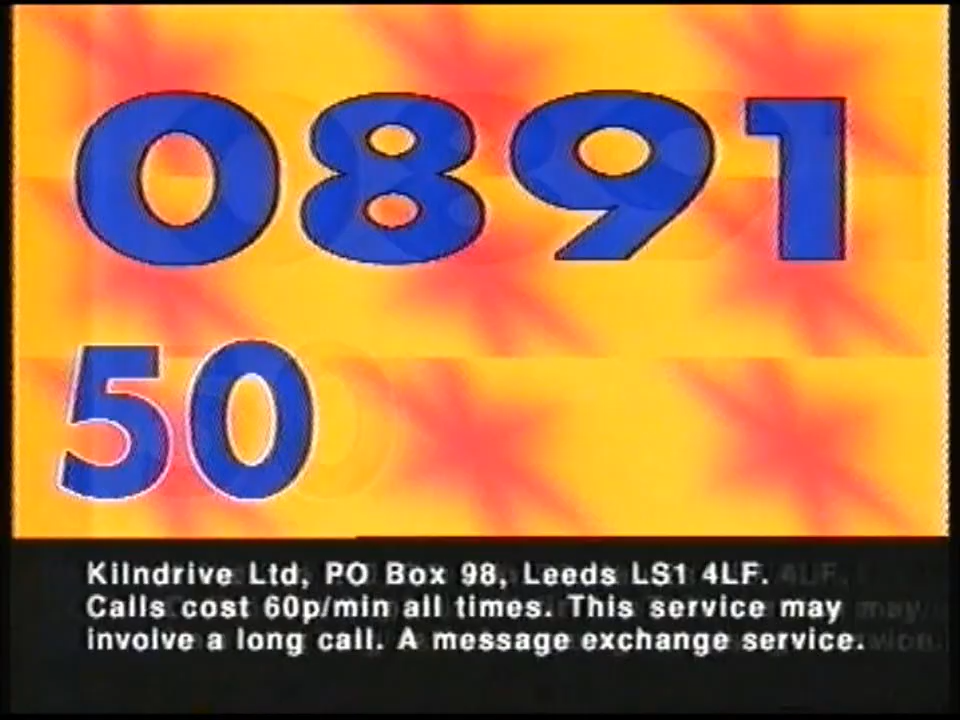 0891
50
Kilndrive Ltd, PO Box 98, Leeds LS1 4LF.
Calls cost 60p/min all times. This service may
involve a long call. A message exchange service.